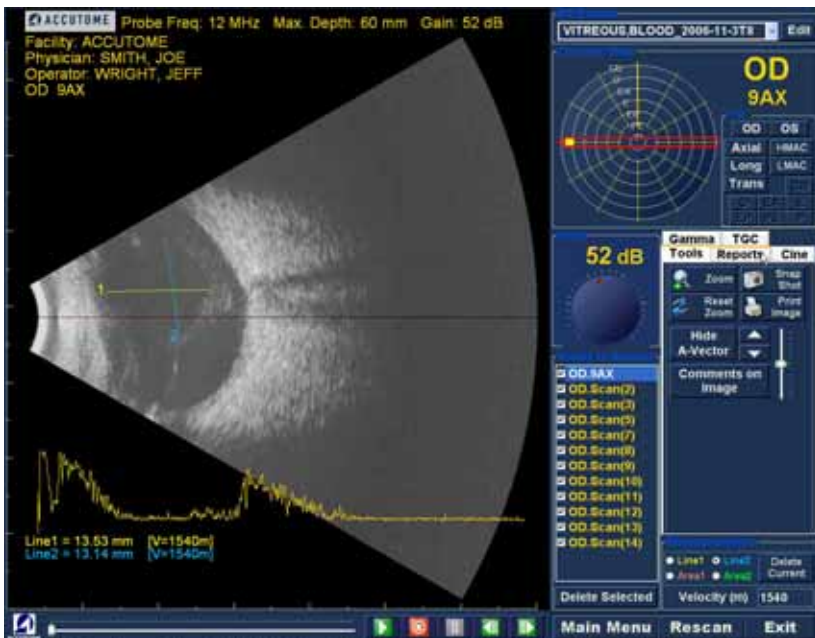 ACCUTOME Probe Freq: 12 MHz Max. Depth: 60 mm Gain: 52 dB
Facility: ACCUTOME
Physician: SMITH, JOE
Operator: WRIGHT, JEFF
OD 9AX
1
Line1 = 13.53 mm [V=1540m]
Line2 = 13.14 mm [V=1540m]
VITREOUS,BLOOD_2006-11-3T8 Edit
OD
9AX
OD OS
Axial HMAC
Long LMAC
Trans
52 dB
Gamma TGC
Tools Reports Cine
Zoom Snap Shot
Reset Zoom Print Image
Hide A-Vector
Comments on Image
OD.9AX
OD.Scan(2)
OD.Scan(3)
OD.Scan(5)
OD.Scan(7)
OD.Scan(8)
OD.Scan(9)
OD.Scan(10)
OD.Scan(11)
OD.Scan(12)
OD.Scan(13)
OD.Scan(14)
Line1 Line2 Delete Current
Area1 Area2
Delete Selected Velocity (m) 1540
Main Menu Rescan Exit